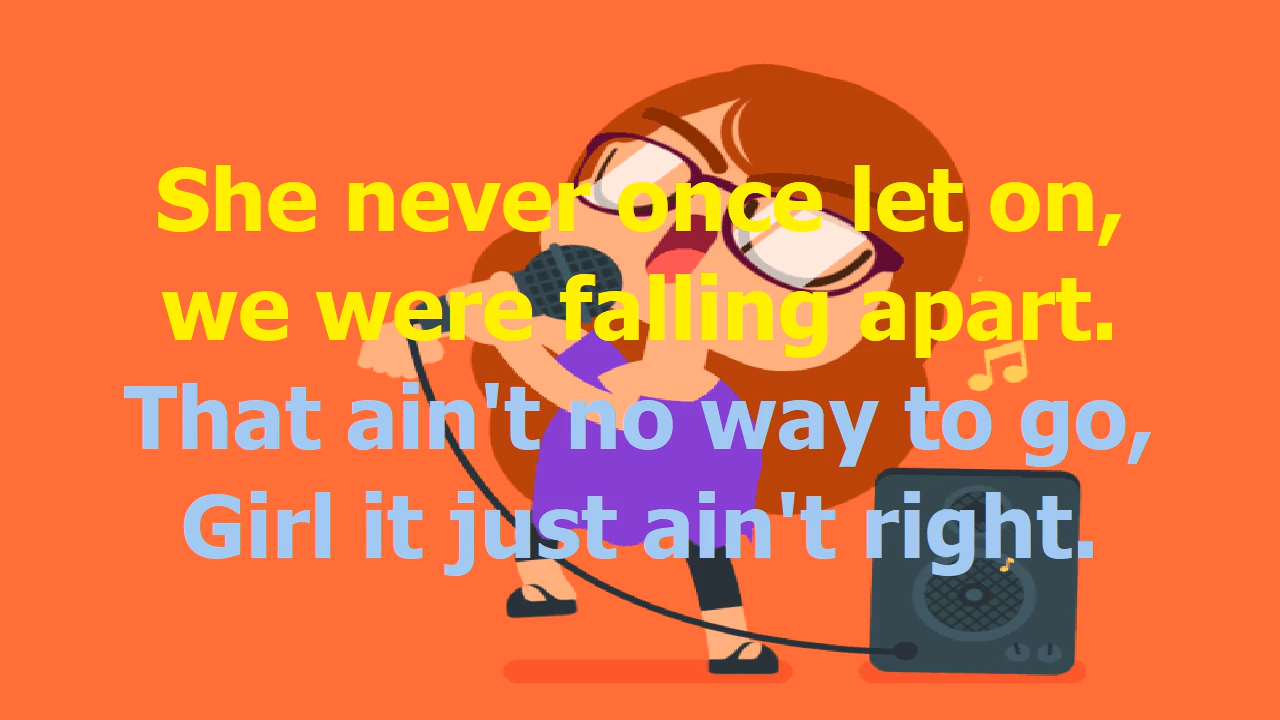 She never once let on,
we were falling apart.
That ain't no way to go,
Girl it just ain't right.